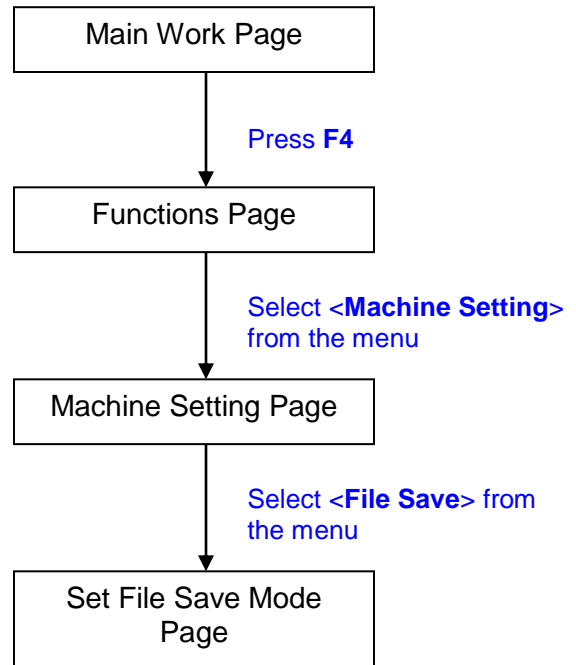 Main Work Page
Press F4
Functions Page
Select <Machine Setting>
from the menu
Machine Setting Page
Select <File Save> from
the menu
Set File Save Mode
Page